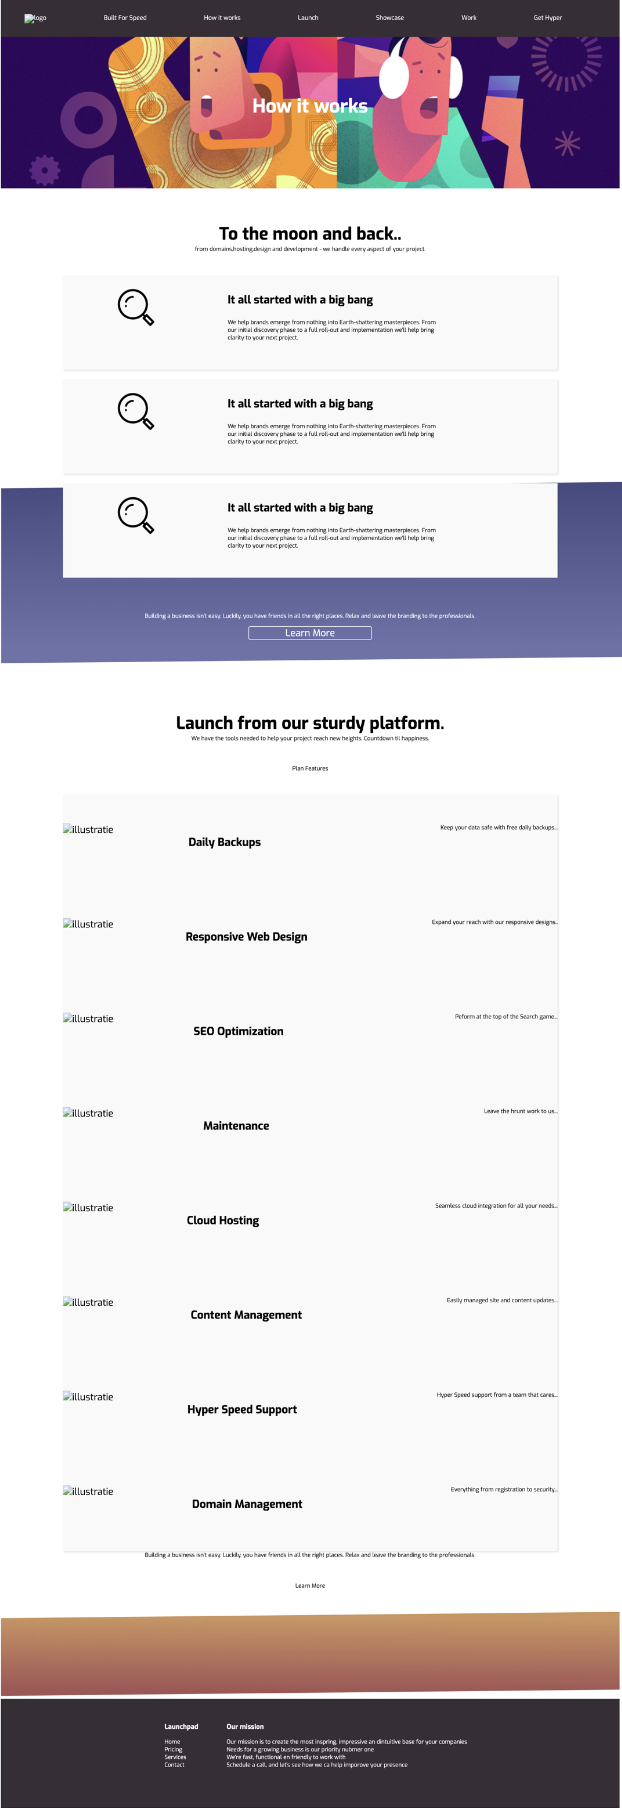 logo Built For Speed How it works Launch Showcase Work Get Hyper
How it works
To the moon and back..
from domains,hosting,design and development - we handle every aspect of your project.
It all started with a big bang
We help brands emerge from nothing into Earth-shattering masterpieces. From
our initial discovery phase to a full roll-out and implementation we'll help bring
clarity to your next project.
It all started with a big bang
We help brands emerge from nothing into Earth-shattering masterpieces. From
our initial discovery phase to a full roll-out and implementation we'll help bring
clarity to your next project.
It all started with a big bang
We help brands emerge from nothing into Earth-shattering masterpieces. From
our initial discovery phase to a full roll-out and implementation we'll help bring
clarity to your next project.
Building a business isn't easy. Luckily, you have friends in all the right places. Relax and leave the branding to the professionals.
Learn More
Launch from our sturdy platform.
We have the tools needed to help your project reach new heights. Countdown til happiness.
Plan Features
illustratie Daily Backups Keep your data safe with free daily backups...
illustratie Responsive Web Design Expand your reach with our responsive designs..
illustratie SEO Optimization Peform at the top of the Search game...
illustratie Maintenance Leave the hrunt work to us...
illustratie Cloud Hosting Seamless cloud integration for all your needs...
illustratie Content Management Easily managed site and content updates...
illustratie Hyper Speed Support Hyper Speed support from a team that cares...
illustratie Domain Management Everything from registration to security...
Building a business isn't easy. Luckily, you have friends in all the right places. Relax and leave the branding to the professionals.
Learn More
Launchpad
Home
Pricing
Services
Contact
Our mission
Our mission is to create the most inspring, impressive an dintuitive base for your companies
Needs for a growing business is our priority nubmer one
We're fast, functional en friendly to work with
Schedule a call, and let's see how we ca help imporove your presence